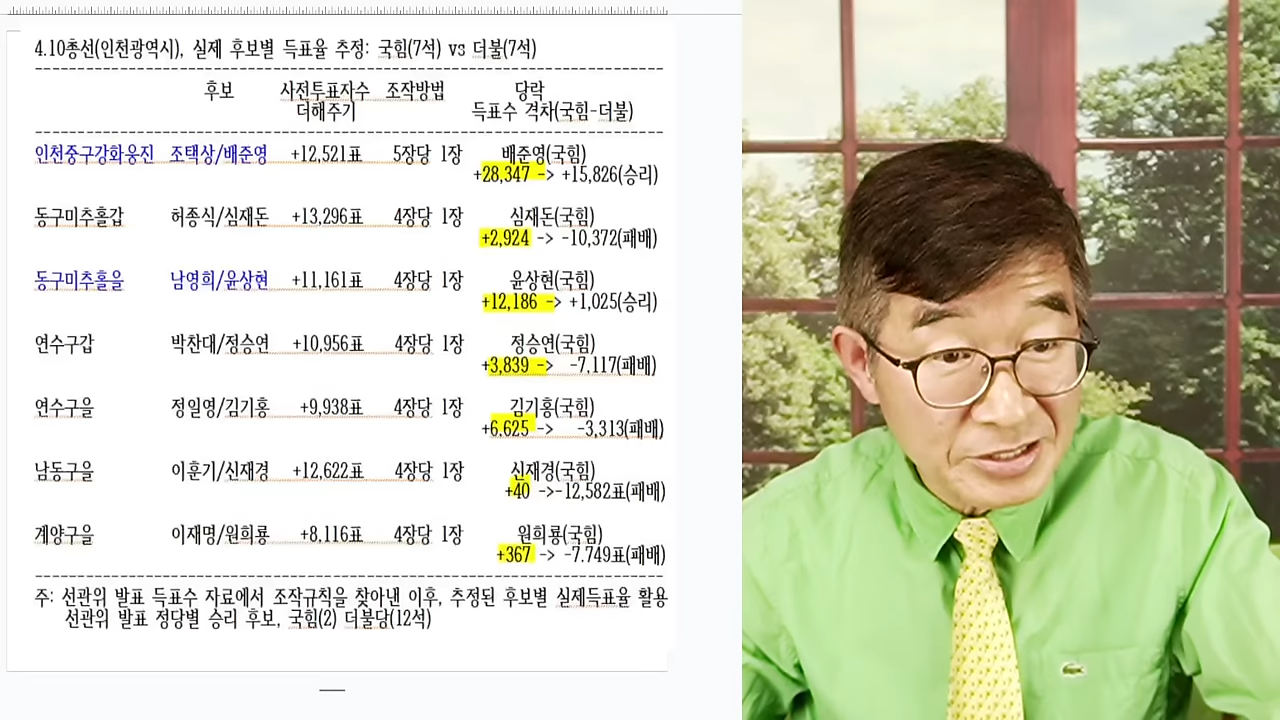 4.10총선(인천광역시), 실제 후보별 득표율 추정: 국힘(7석) vs 더불(7석)
후보 사전투표자수 조작방법 당락
더해주기 득표수 격차(국힘-더불)
인천중구강화옹진 조택상/배준영 +12,521표 5장당 1장 배준영(국힘)
+28,347 -> +15,826(승리)
동구미추홀갑 허종식/심재돈 +13,296표 4장당 1장 심재돈(국힘)
+2,924 -> -10,372(패배)
동구미추홀을 남영희/윤상현 +11,161표 4장당 1장 윤상현(국힘)
+12,186 -> +1,025(승리)
연수구갑 박찬대/정승연 +10,956표 4장당 1장 정승연(국힘)
+3,839 -> -7,117(패배)
연수구을 정일영/김기흥 +9,938표 4장당 1장 김기흥(국힘)
+6,625 -> -3,313(패배)
남동구을 이훈기/신재경 +12,622표 4장당 1장 신재경(국힘)
+40 ->-12,582표(패배)
계양구을 이재명/원희룡 +8,116표 4장당 1장 원희룡(국힘)
+367 -> -7.749표(패배)
주: 선관위 발표 득표수 자료에서 조작규칙을 찾아낸 이후, 추정된 후보별 실제득표율 활용
선관위 발표 정당별 승리 후보, 국힘(2) 더불당(12석)